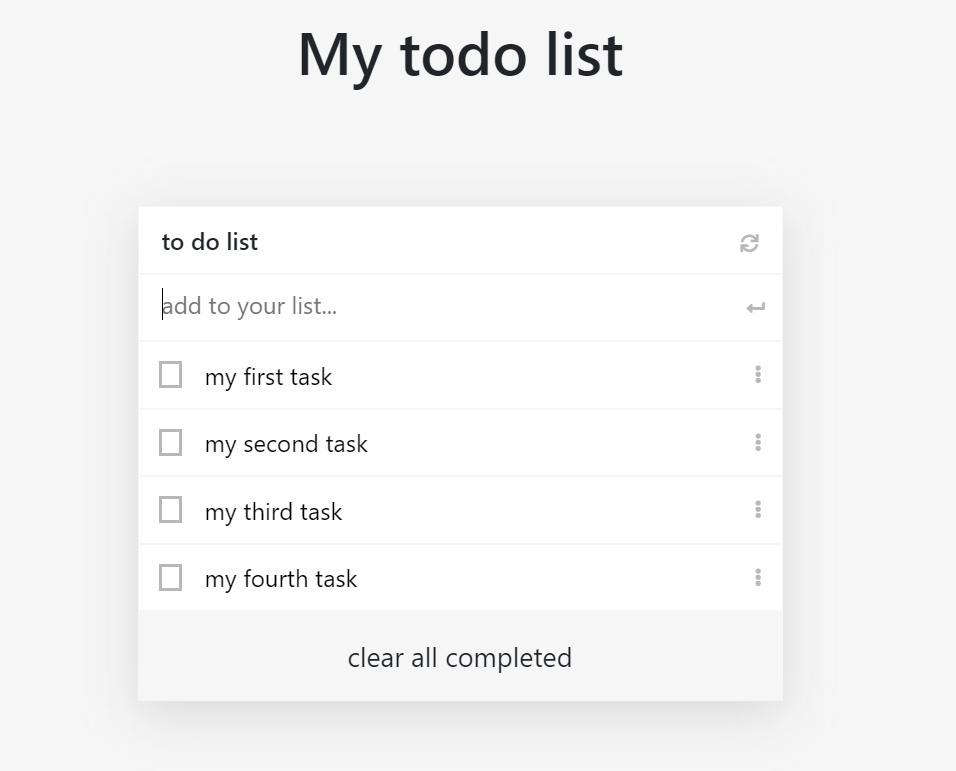 My todo list
to do list
add to your list...
my first task
my second task
my third task
my fourth task
clear all completed